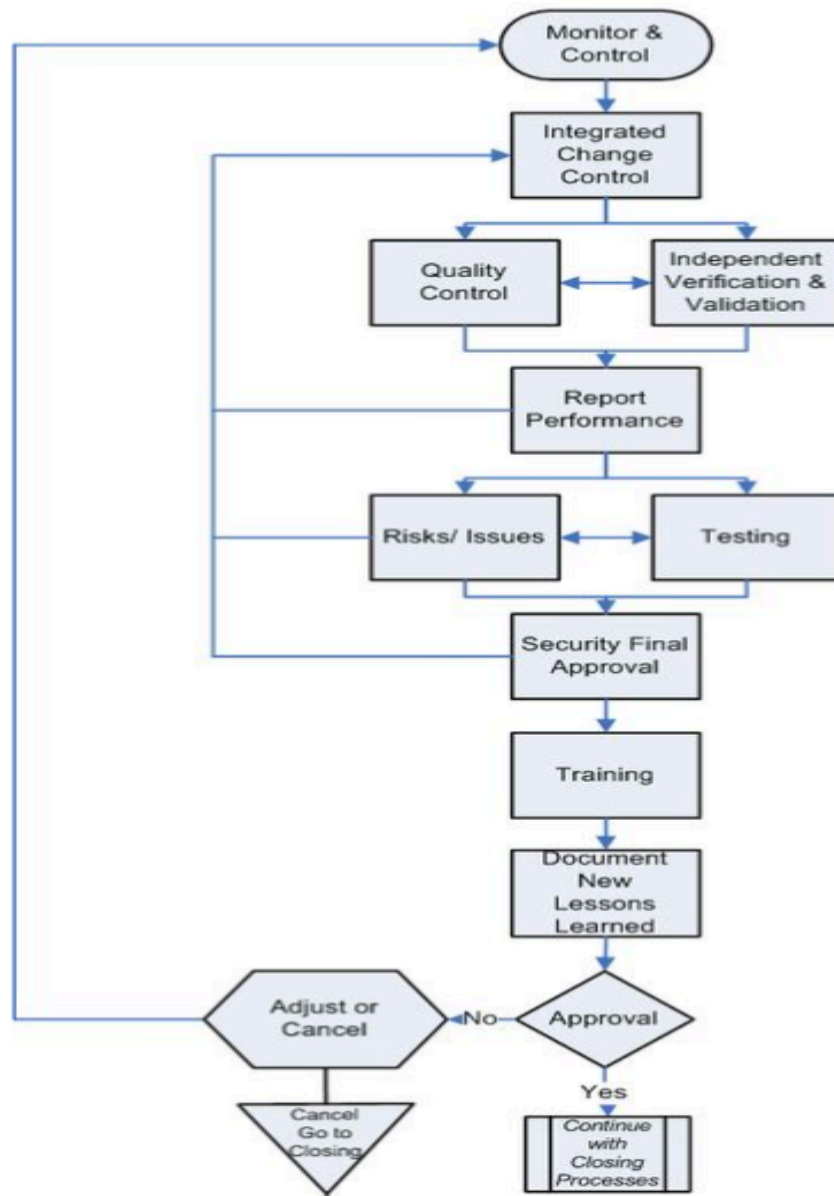 Monitor &
Control
Integrated
Change
Control
Quality
Control
Independent
Verification &
Validation
Report
Performance
Risks/ Issues
Testing
Security Final
Approval
Training
Document
New
Lessons
Learned
Adjust or
Cancel
No
Approval
Yes
Cancel
Go to
Closing
Continue
with
Closing
Processes